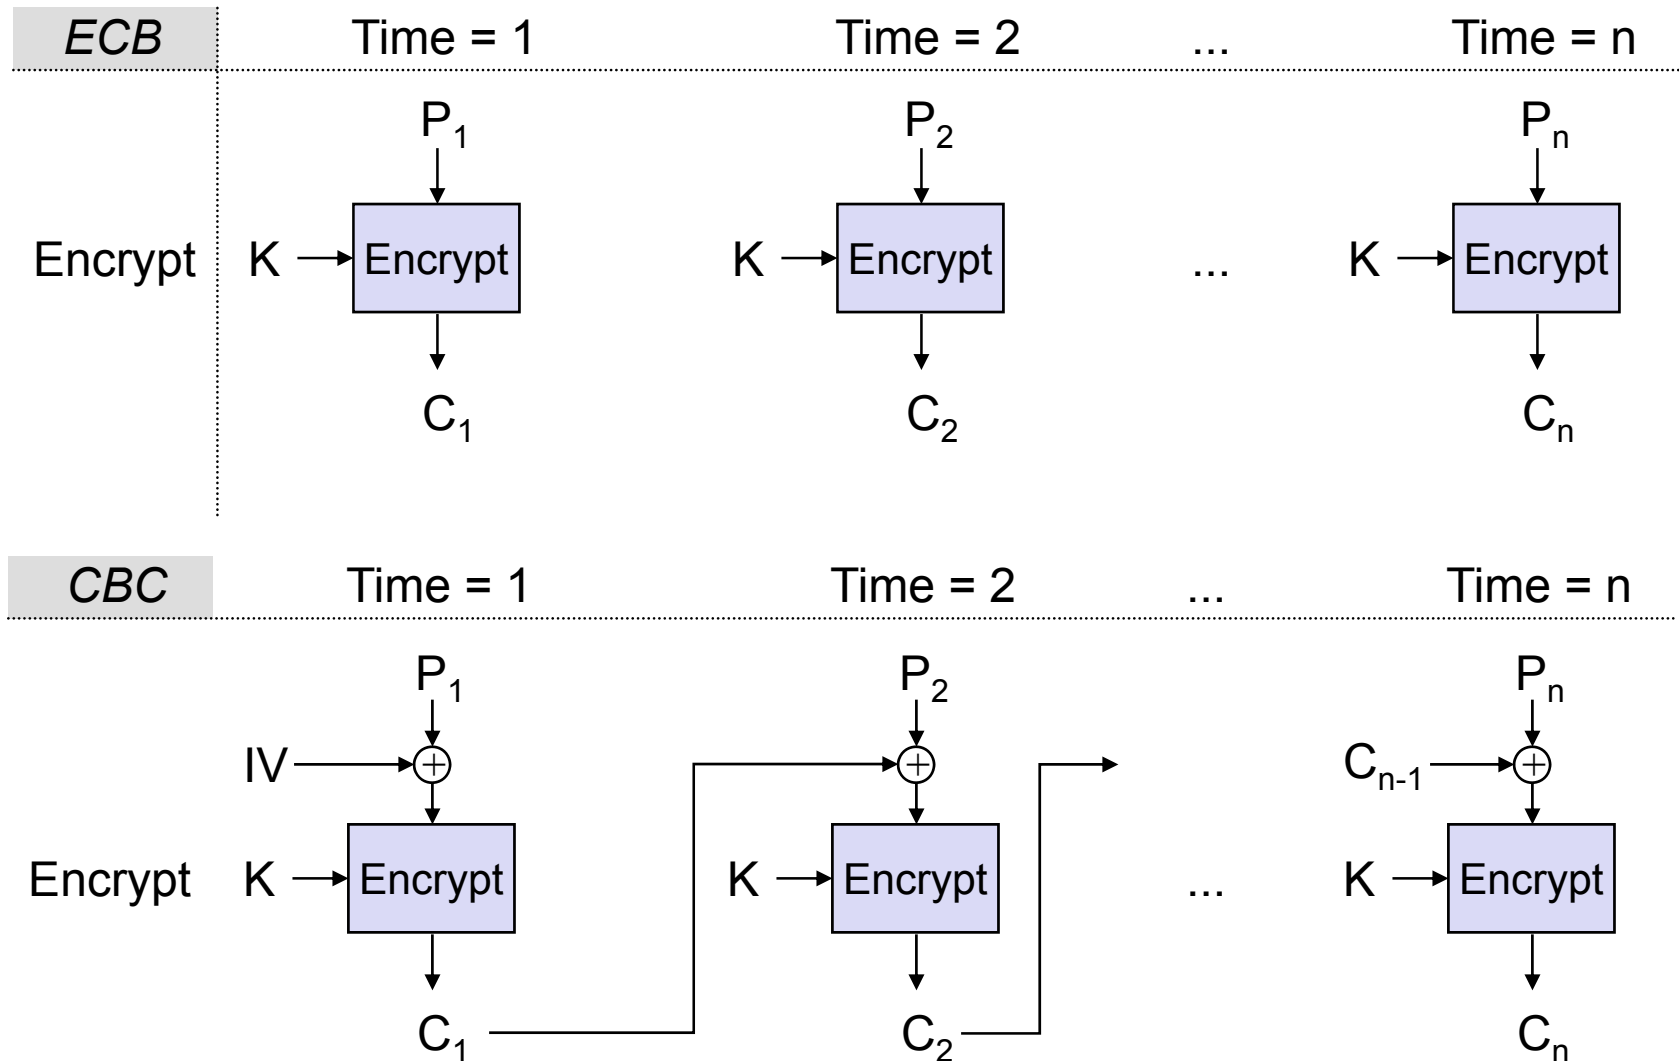 ECB Time = 1 Time = 2 ... Time = n
P1 P2 Pn
Encrypt K Encrypt K Encrypt ... K Encrypt
C1 C2 Cn
CBC Time = 1 Time = 2 ... Time = n
P1 P2 Pn
IV + + Cn-1 +
Encrypt K Encrypt K Encrypt ... K Encrypt
C1 C2 Cn